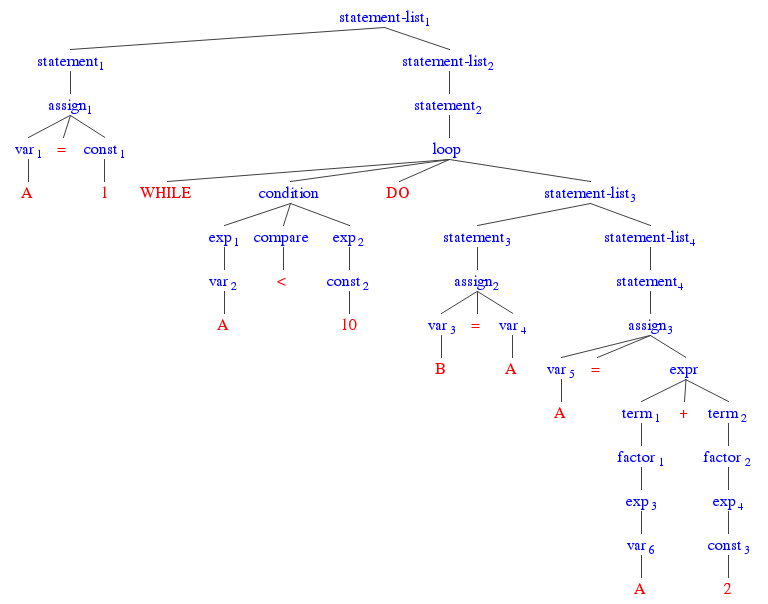 statement-list1
statement1 statement-list2
assign1 statement2
var1 = const1 loop
A 1 WHILE condition DO statement-list3
exp1 compare exp2 statement3 statement-list4
var2 < const2 assign2 statement4
A 10 var3 = var4 assign3
B A var5 = expr
A term1 + term2
factor1 factor2
exp3 exp4
var6 const3
A 2